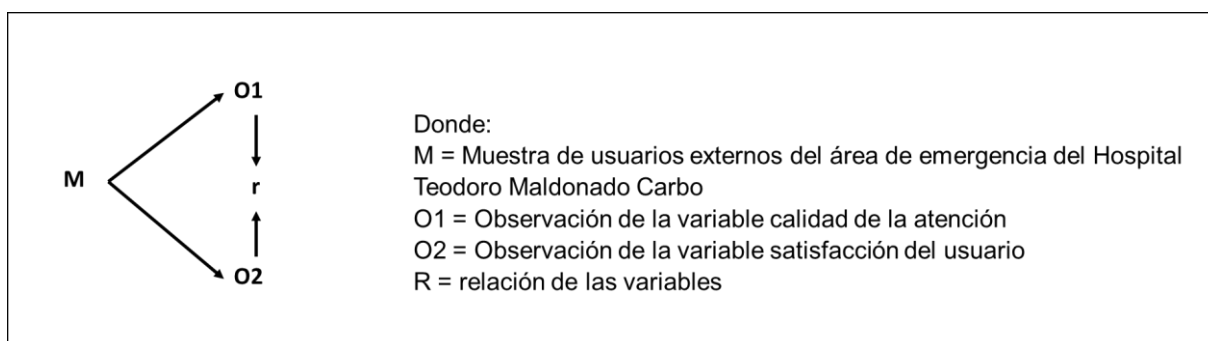 O1
M
r
O2
Donde:
M = Muestra de usuarios externos del área de emergencia del Hospital
Teodoro Maldonado Carbo
O1 = Observación de la variable calidad de la atención
O2 = Observación de la variable satisfacción del usuario
R = relación de las variables